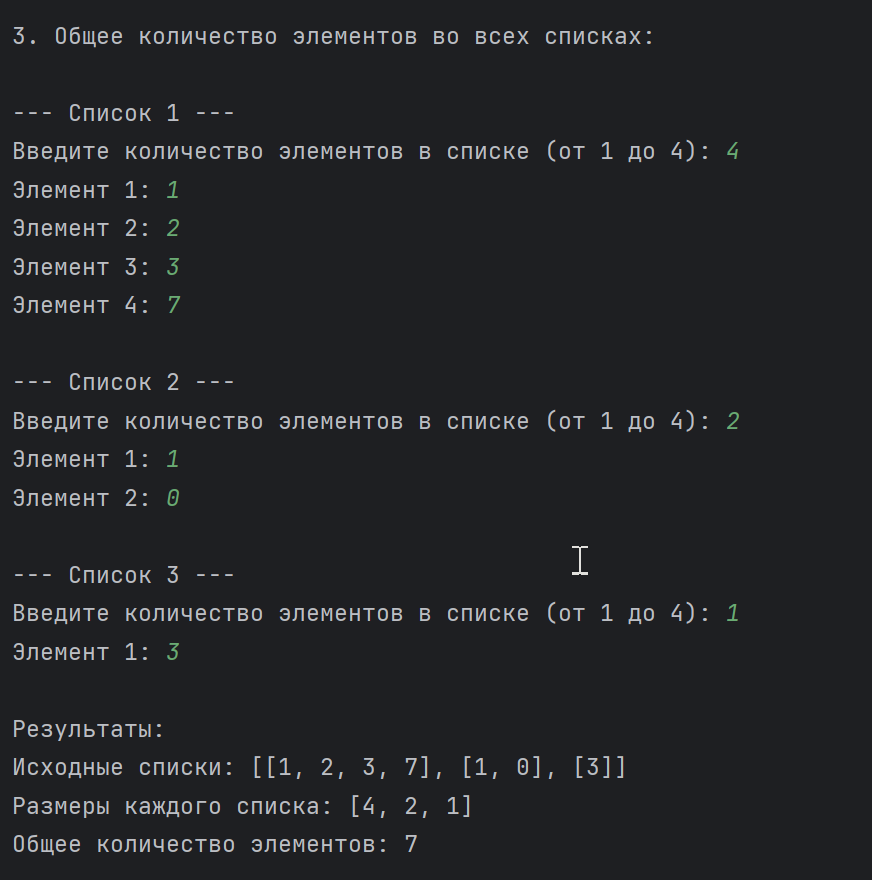 3. Общее количество элементов во всех списках:
--- Список 1 ---
Введите количество элементов в списке (от 1 до 4): 4
Элемент 1: 1
Элемент 2: 2
Элемент 3: 3
Элемент 4: 7
--- Список 2 ---
Введите количество элементов в списке (от 1 до 4): 2
Элемент 1: 1
Элемент 2: 0
--- Список 3 ---
Введите количество элементов в списке (от 1 до 4): 1
Элемент 1: 3
Результаты:
Исходные списки: [[1, 2, 3, 7], [1, 0], [3]]
Размеры каждого списка: [4, 2, 1]
Общее количество элементов: 7